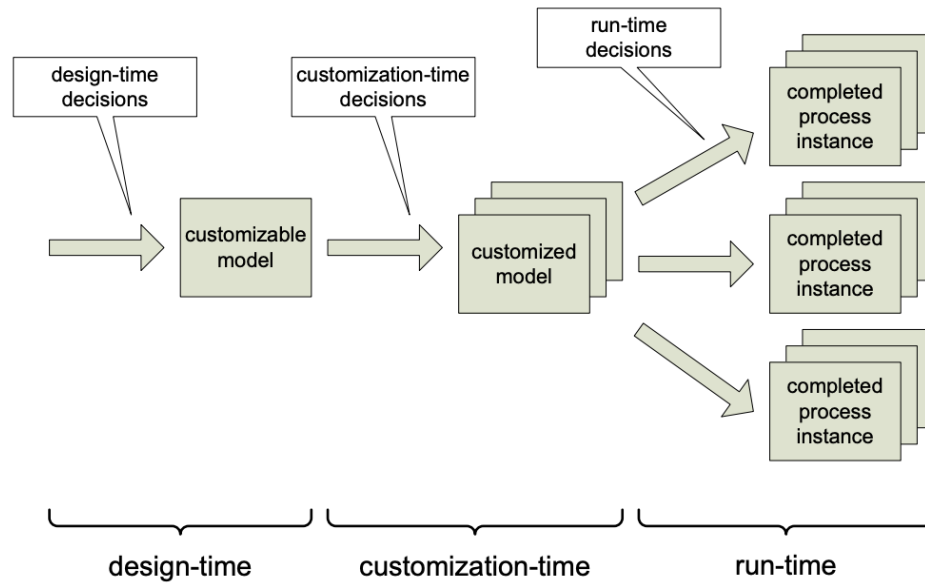 run-time
decisions
design-time
decisions
customization-time
decisions
completed
process
instance
customizable
model
customized
model
completed
process
instance
completed
process
instance
design-time
customization-time
run-time